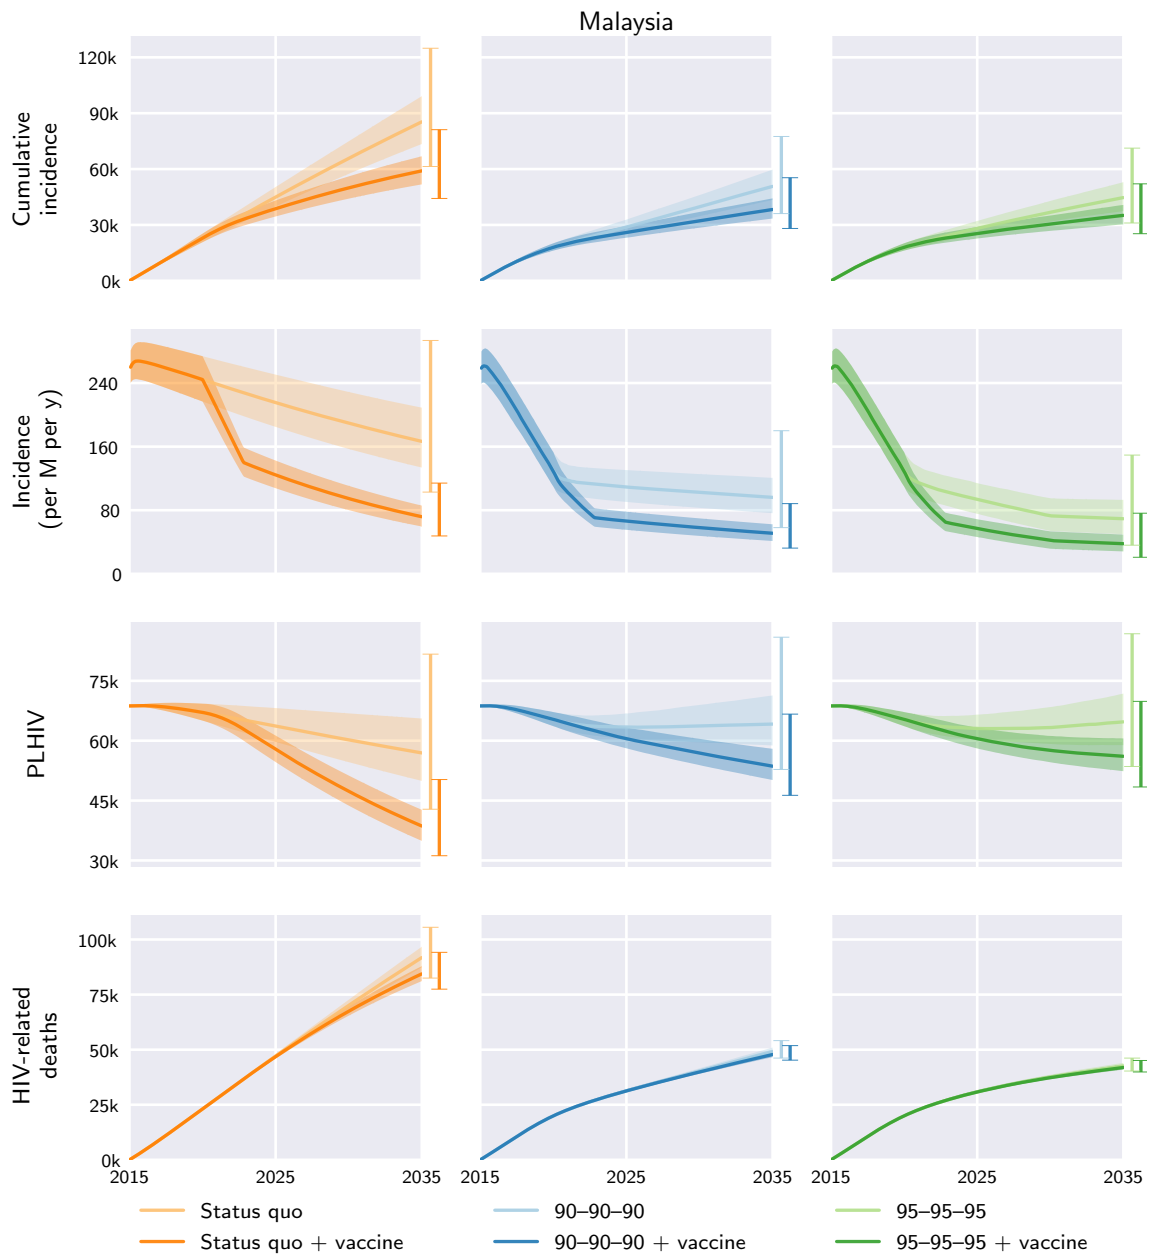 Malaysia
Cumulative
incidence
120k
90k
60k
30k
0k
Incidence
(per M per y)
240
160
80
0
PLHIV
75k
60k
45k
30k
HIV-related
deaths
100k
75k
50k
25k
0k
2015 2025 2035 2015 2025 2035 2015 2025 2035
Status quo 90–90–90 95–95–95
Status quo + vaccine 90–90–90 + vaccine 95–95–95 + vaccine